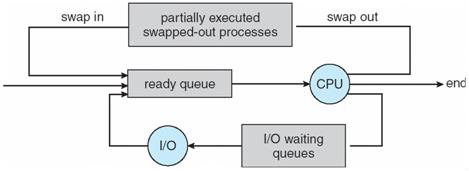 swap in
partially executed
swapped-out processes
swap out
ready queue
CPU
end
I/O
I/O waiting
queues